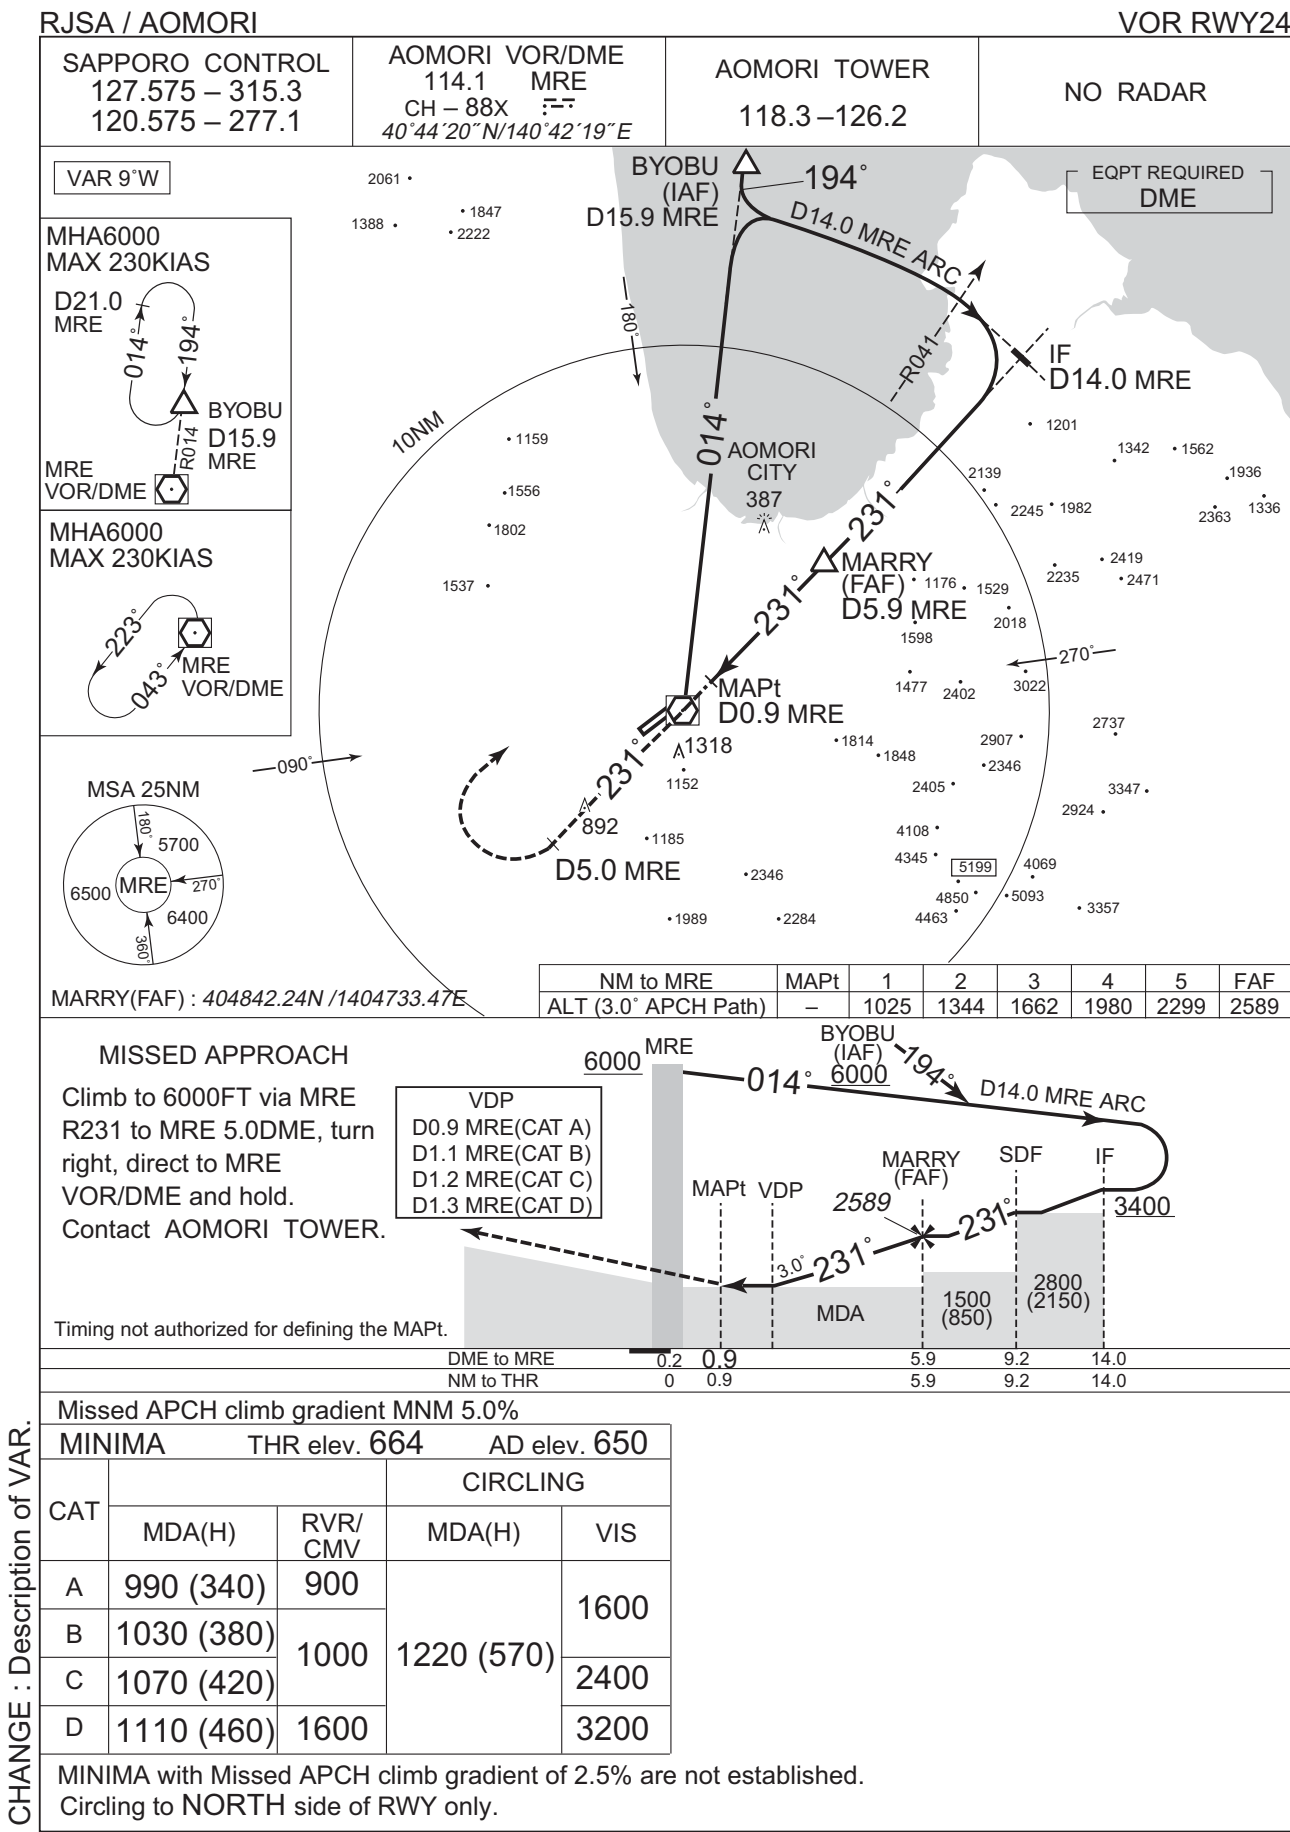 RJSA / AOMORI
VOR RWY24
SAPPORO CONTROL
127.575 – 315.3
120.575 – 277.1
AOMORI VOR/DME
114.1 MRE
CH – 88X
40˚44´20˝N/140˚42´19˝E
AOMORI TOWER
118.3 –126.2
NO RADAR
VAR 9˚W
EQPT REQUIRED
DME
MHA6000
MAX 230KIAS
D21.0
MRE
014˚
194˚
BYOBU
D15.9
MRE
R014
MRE
VOR/DME
MHA6000
MAX 230KIAS
223˚
043˚
MRE
VOR/DME
MSA 25NM
180˚
5700
MRE
270˚
6500
6400
360˚
2061
1388
1847
2222
BYOBU
(IAF)
D15.9 MRE
194˚
D14.0 MRE ARC
180˚
R041
IF
D14.0 MRE
10NM
014˚
AOMORI
CITY
387
1159
1556
1802
1537
1201
1342
1562
1936
1336
2363
2139
2245
1982
2419
2235
2471
231˚
MARRY
(FAF)
D5.9 MRE
1176
1529
2018
1598
231˚
270˚
1477
2402
3022
MAPt
D0.9 MRE
1318
1152
1814
1848
2907
2346
2405
2737
3347
2924
090˚
231˚
892
1185
D5.0 MRE
4108
4345
5199
4069
4850
5093
4463
3357
2346
1989
2284
MARRY(FAF) : 404842.24N /1404733.47E
NM to MRE MAPt 1 2 3 4 5 FAF
ALT (3.0˚ APCH Path) – 1025 1344 1662 1980 2299 2589
MISSED APPROACH
Climb to 6000FT via MRE
R231 to MRE 5.0DME, turn
right, direct to MRE
VOR/DME and hold.
Contact AOMORI TOWER.
Timing not authorized for defining the MAPt.
VDP
D0.9 MRE(CAT A)
D1.1 MRE(CAT B)
D1.2 MRE(CAT C)
D1.3 MRE(CAT D)
6000
MRE
014˚
BYOBU
(IAF)
6000
194˚
D14.0 MRE ARC
MAPt
VDP
2589
MARRY
(FAF)
SDF
IF
3400
3.0˚
231˚
231˚
MDA
1500
(850)
2800
(2150)
DME to MRE 0.2 0.9 5.9 9.2 14.0
NM to THR 0 0.9 5.9 9.2 14.0
Missed APCH climb gradient MNM 5.0%
MINIMA THR elev. 664 AD elev. 650
CAT
CIRCLING
MDA(H)
RVR/
CMV
MDA(H)
VIS
A 990 (340) 900
B 1030 (380)
1000
C 1070 (420)
D 1110 (460) 1600
1220 (570)
1600
2400
3200
MINIMA with Missed APCH climb gradient of 2.5% are not established.
Circling to NORTH side of RWY only.
CHANGE : Description of VAR.